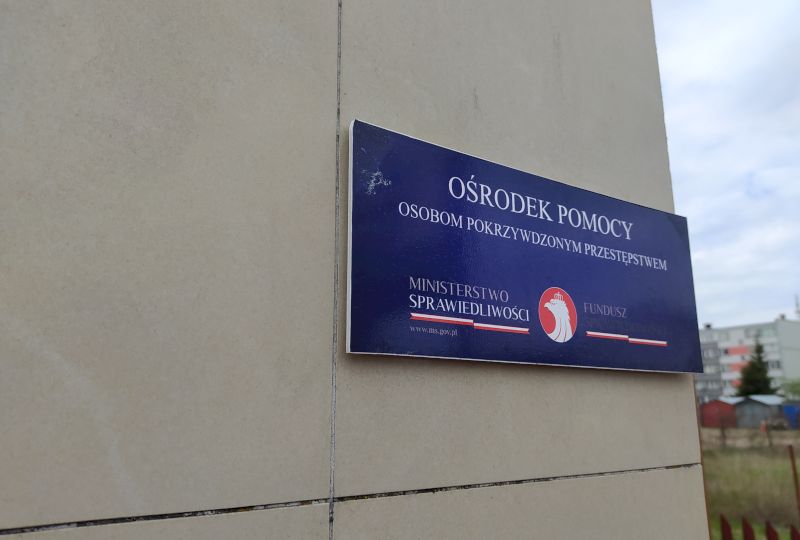 OŚRODEK POMOCY
OSOBOM POKRZYWDZONYM PRZESTĘPSTWEM
MINISTERSTWO
SPRAWIEDLIWOŚCI
www.ms.gov.pl
FUNDUSZ